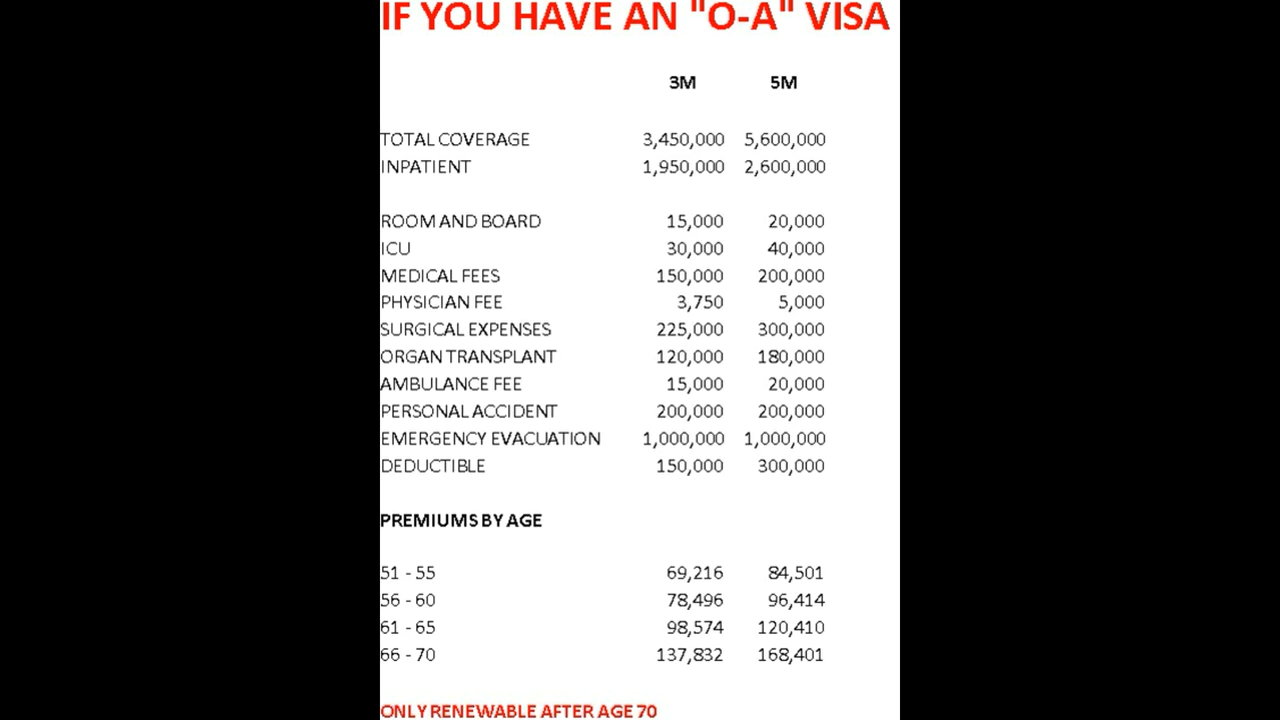 IF YOU HAVE AN "O-A" VISA
3M 5M
TOTAL COVERAGE 3,450,000 5,600,000
INPATIENT 1,950,000 2,600,000
ROOM AND BOARD 15,000 20,000
ICU 30,000 40,000
MEDICAL FEES 150,000 200,000
PHYSICIAN FEE 3,750 5,000
SURGICAL EXPENSES 225,000 300,000
ORGAN TRANSPLANT 120,000 180,000
AMBULANCE FEE 15,000 20,000
PERSONAL ACCIDENT 200,000 200,000
EMERGENCY EVACUATION 1,000,000 1,000,000
DEDUCTIBLE 150,000 300,000
PREMIUMS BY AGE
51 - 55 69,216 84,501
56 - 60 78,496 96,414
61 - 65 98,574 120,410
66 - 70 137,832 168,401
ONLY RENEWABLE AFTER AGE 70